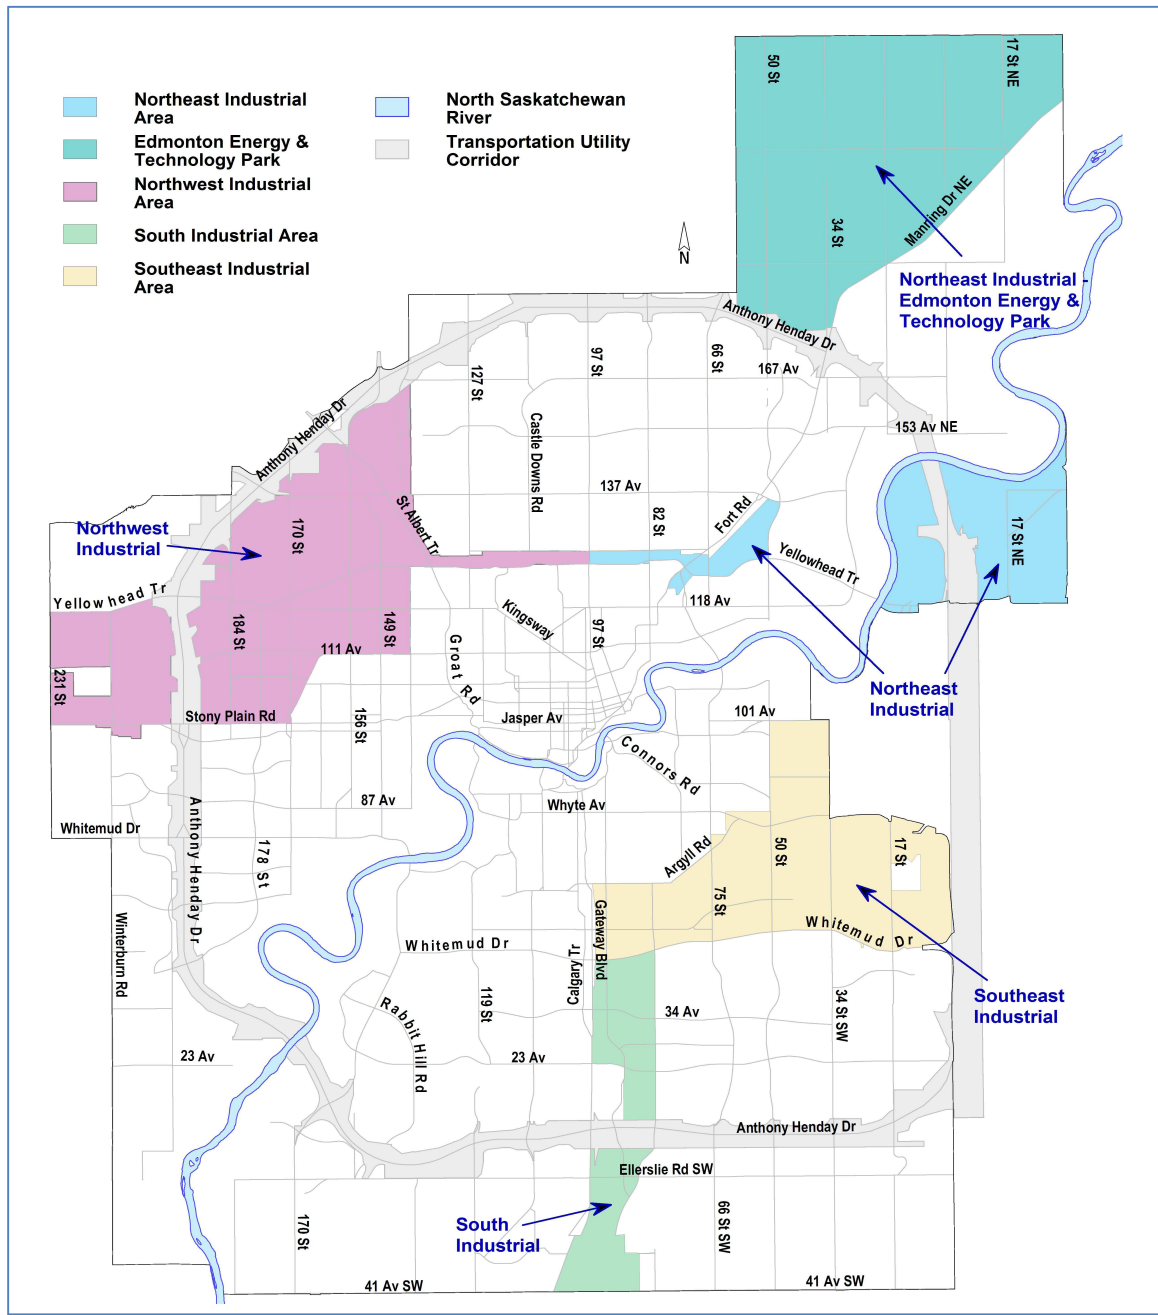 Northeast Industrial
Area
Edmonton Energy &
Technology Park
Northwest Industrial
Area
South Industrial Area
Southeast Industrial
Area
North Saskatchewan
River
Transportation Utility
Corridor
N
50 St
17 St NE
34 St
Manning Dr NE
Northeast Industrial -
Edmonton Energy &
Technology Park
Anthony Henday Dr
127 St
97 St
66 St
167 Av
Castle Downs Rd
153 Av NE
Anthony Henday Dr
137 Av
82 St
Fort Rd
St Albert Tr
170 St
Northwest
Industrial
17 St NE
Yellowhead Tr
Yellowhead Tr
118 Av
Kingsway
97 St
184 St
149 St
111 Av
Groat Rd
231 St
Northeast
Industrial
Stony Plain Rd
156 St
Jasper Av
101 Av
Connors Rd
87 Av
Whyte Av
Whitemud Dr
Anthony Henday Dr
178 St
Argyll Rd
50 St
17 St
75 St
Winterburn Rd
Whitemud Dr
Calgary Tr
Gateway Blvd
Whitemud Dr
Southeast
Industrial
119 St
34 Av
34 St SW
Rabbit Hill Rd
23 Av
23 Av
Anthony Henday Dr
Ellerslie Rd SW
170 St
South
Industrial
66 St SW
41 Av SW
41 Av SW